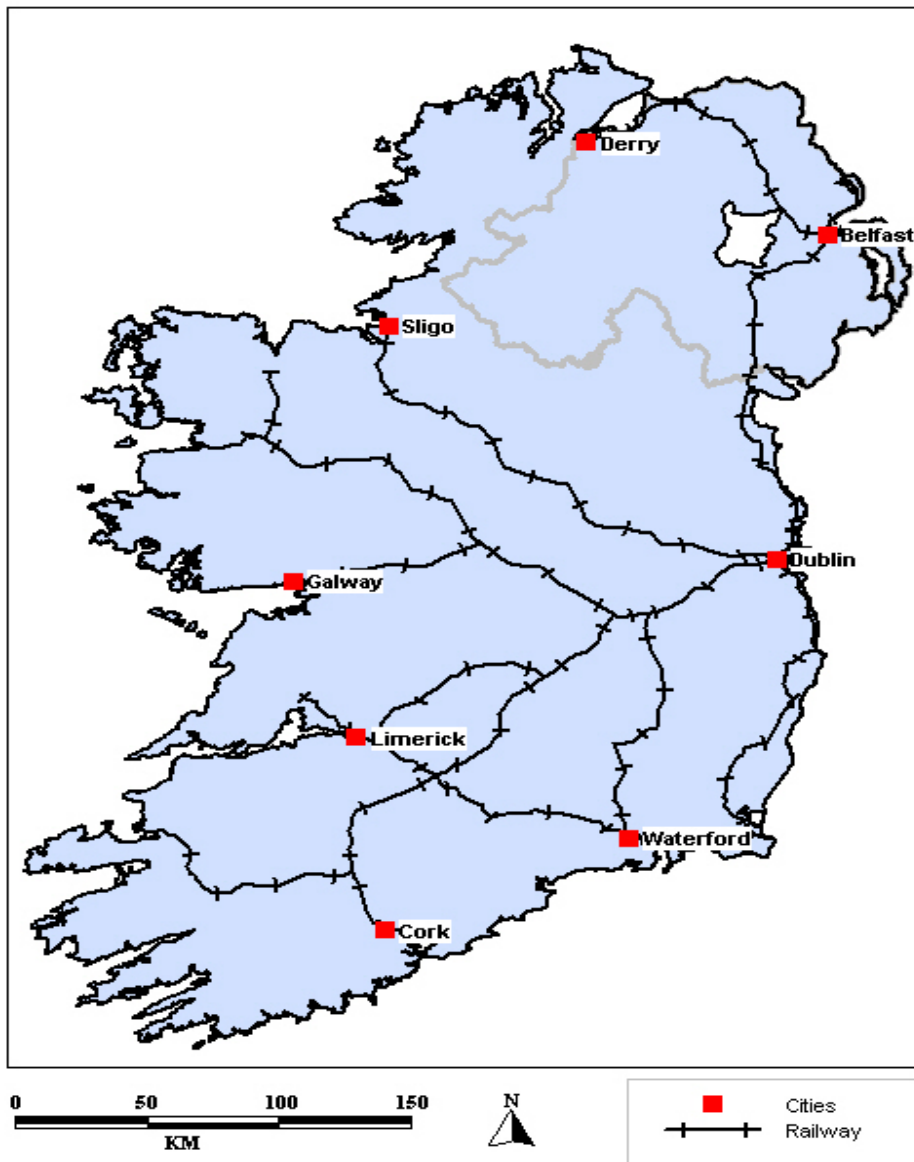 Derry
Belfast
Sligo
Dublin
Galway
Limerick
Waterford
Cork
0 50 100 150
KM
N
Cities
Railway